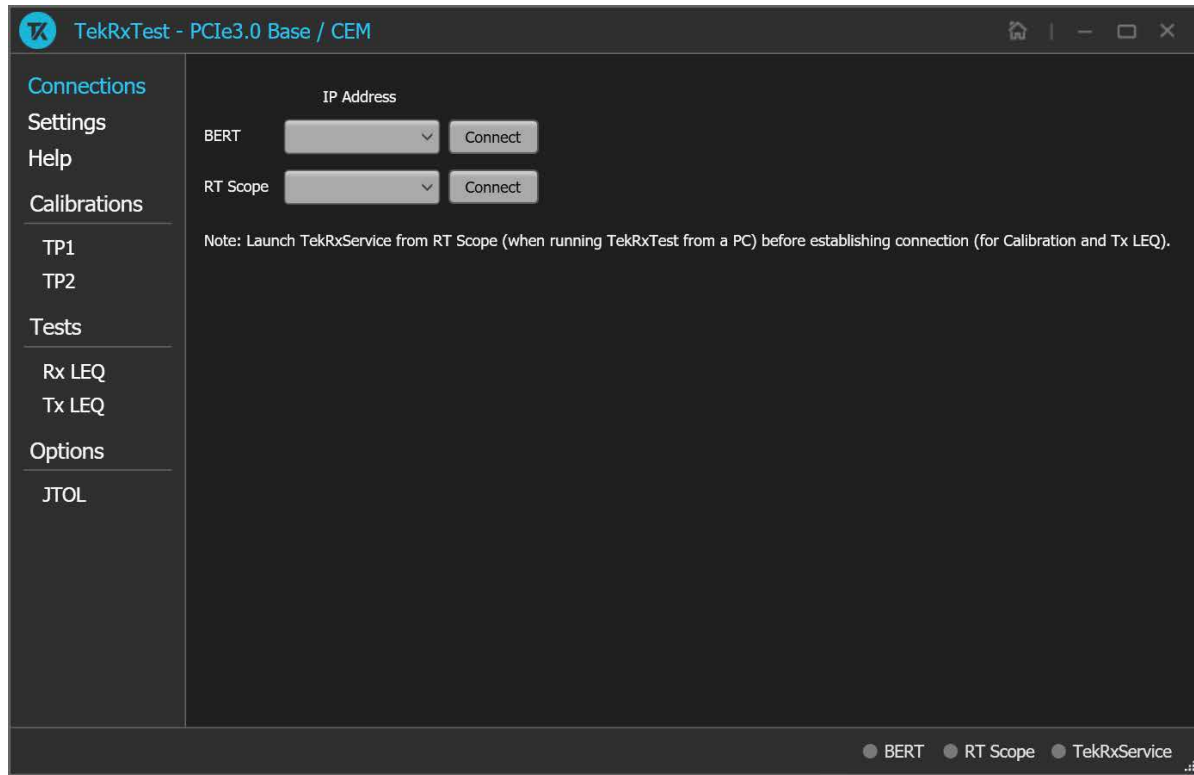 TekRxTest - PCIe3.0 Base / CEM
Connections
Settings
Help
Calibrations
TP1
TP2
Tests
Rx LEQ
Tx LEQ
Options
JTOL
IP Address
BERT
Connect
RT Scope
Connect
Note: Launch TekRxService from RT Scope (when running TekRxTest from a PC) before establishing connection (for Calibration and Tx LEQ).
BERT RT Scope TekRxService